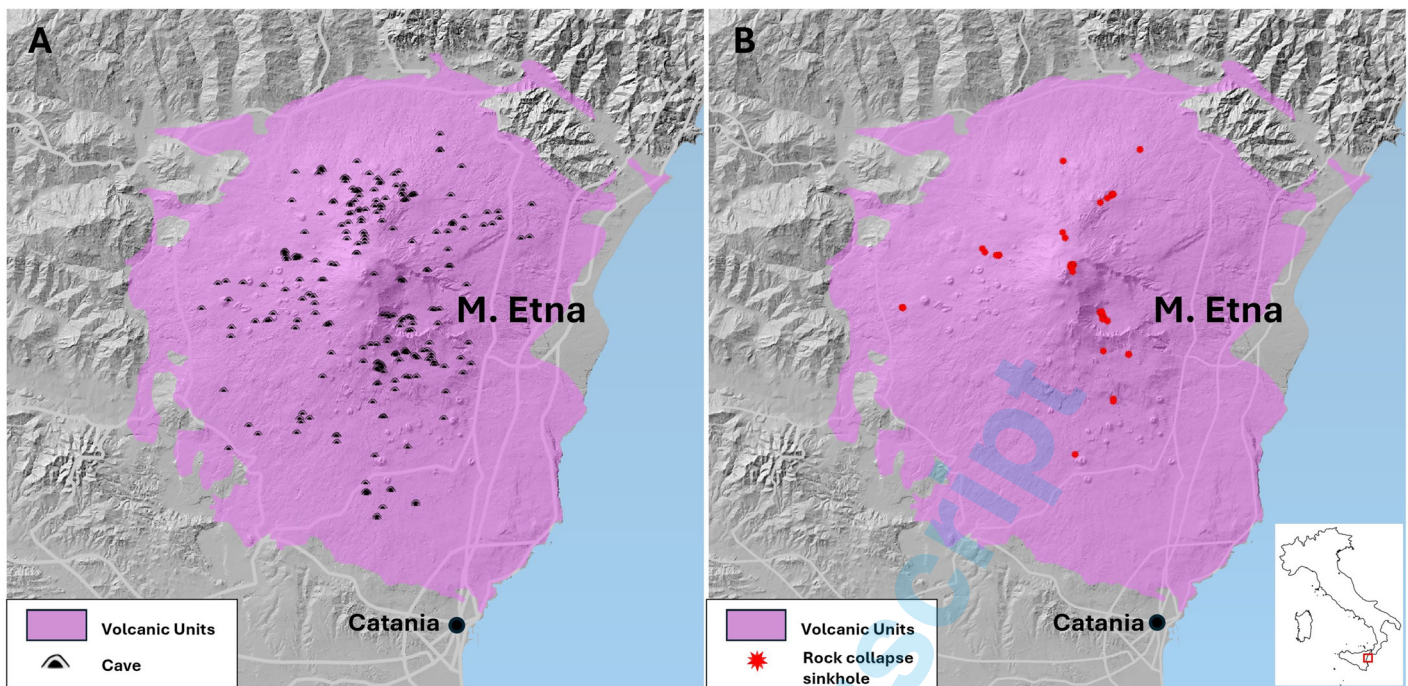 A
M. Etna
Catania
Volcanic Units
Cave
B
M. Etna
script
Catania
Volcanic Units
Rock collapse
sinkhole